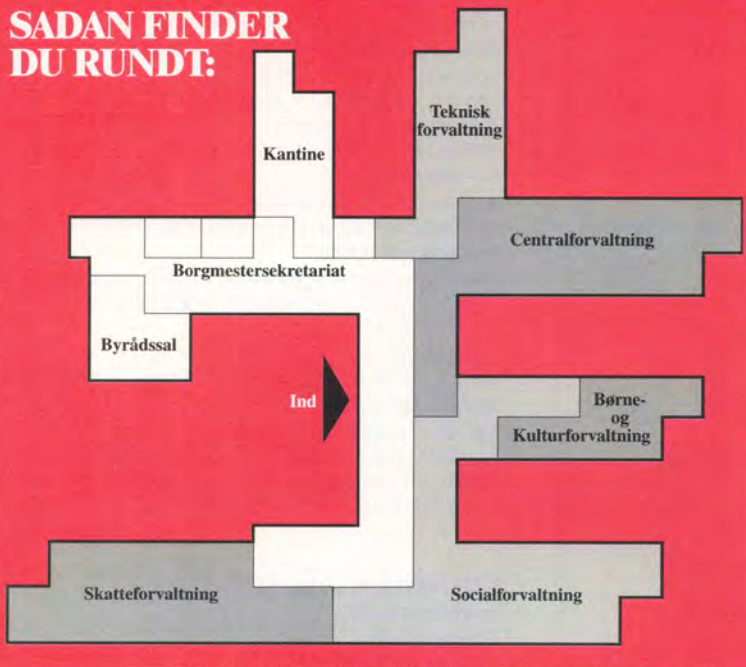 SADAN FINDER
DU RUNDT:
Teknisk
forvaltning
Kantine
Centralforvaltning
Borgmestersekretariat
Byrådssal
Ind
Børne-
og
Kulturforvaltning
Skatteforvaltning
Socialforvaltning